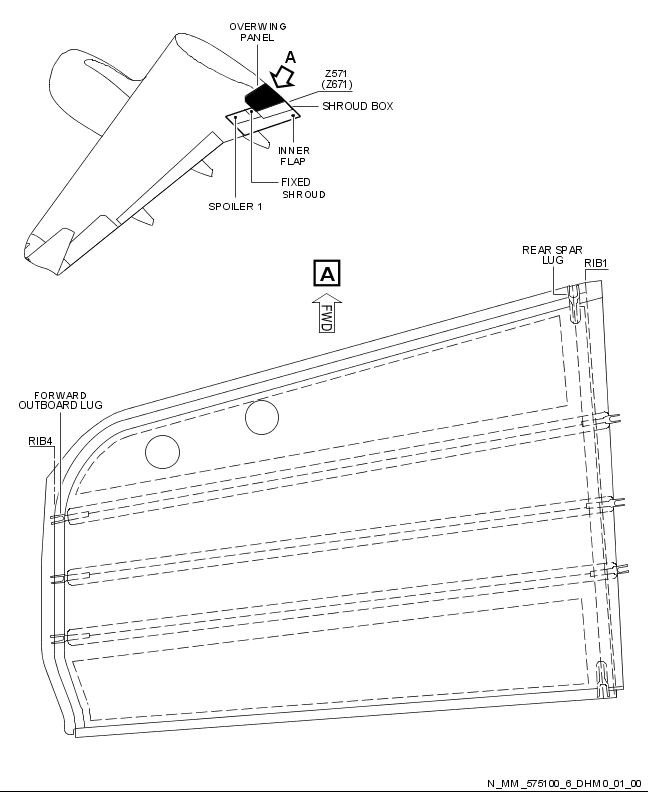 OVERWING
PANEL
A
Z571
(Z671)
SHROUD BOX
INNER
FLAP
FIXED
SHROUD
SPOILER 1
A
FWD
REAR SPAR
LUG
RIB1
FORWARD
OUTBOARD LUG
RIB4
N_MM_575100_6_DHM0_01_00